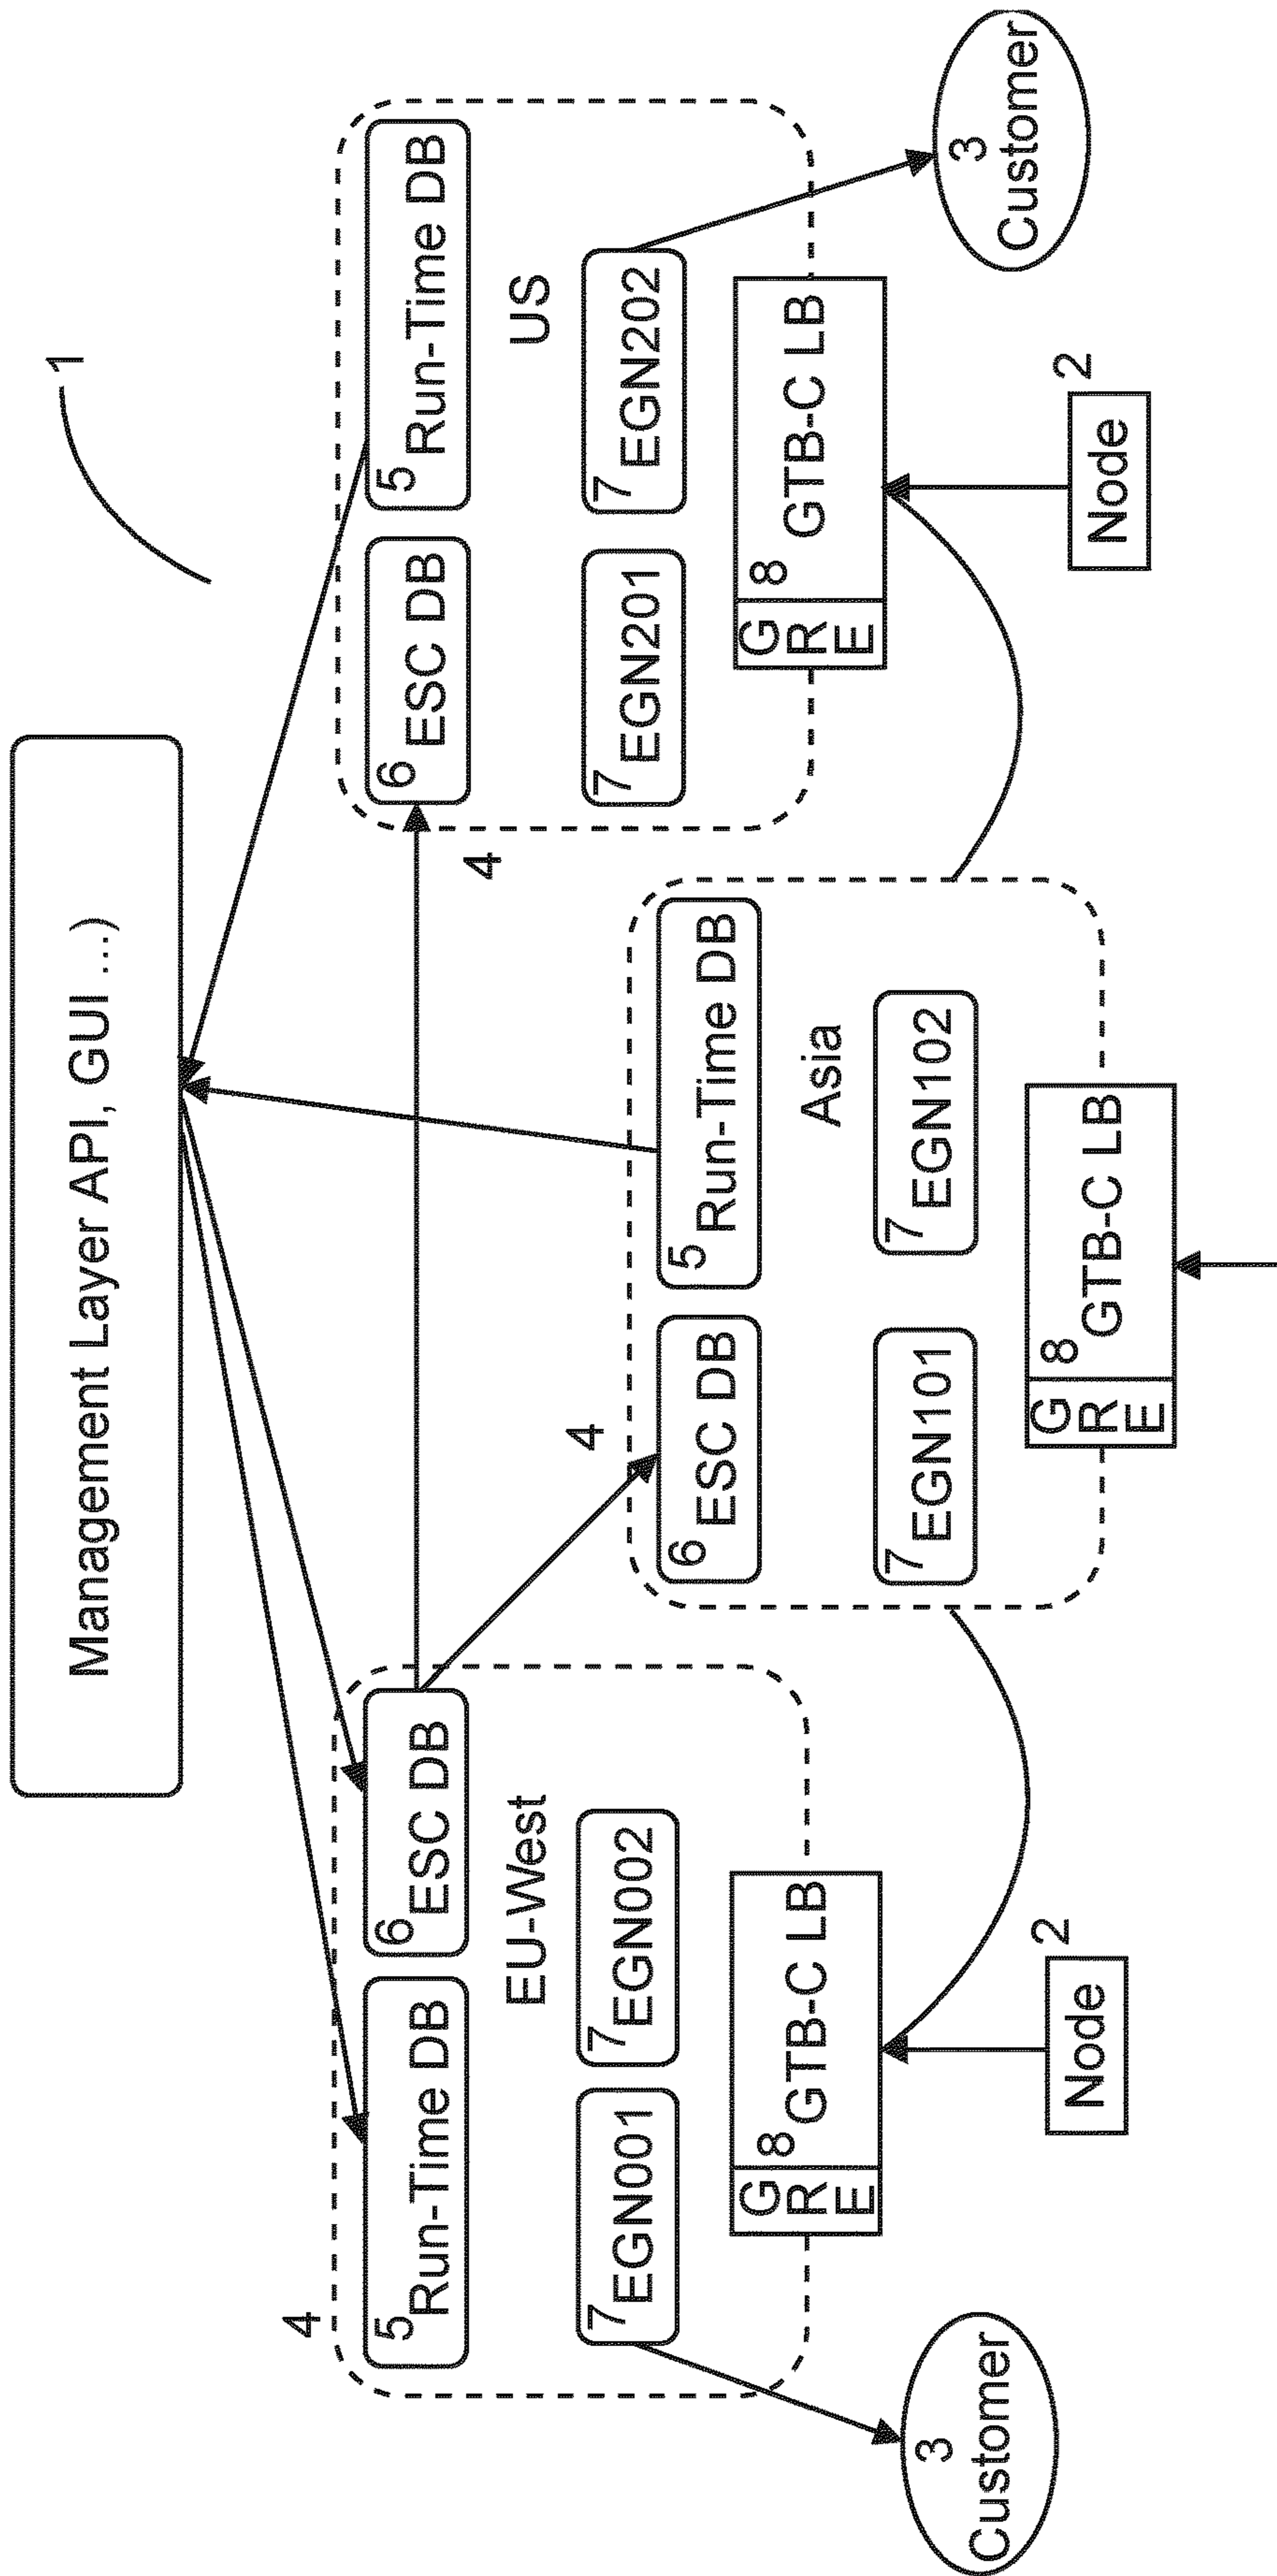 1
Management Layer API, GUI ...)
4
5 Run-Time DB
6 ESC DB
EU-West
7 EGN001
7 EGN002
G
R
E
8 GTB-C LB
3
Customer
Node
2
4
6 ESC DB
5 Run-Time DB
Asia
7 EGN101
7 EGN102
G
R
E
8 GTB-C LB
4
6 ESC DB
5 Run-Time DB
US
7 EGN201
7 EGN202
G
R
E
8 GTB-C LB
Node
2
3
Customer